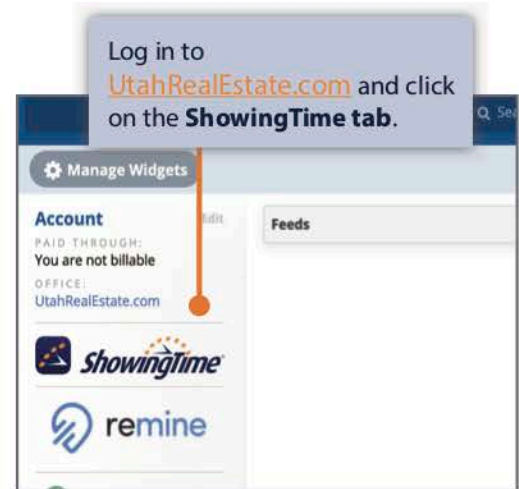 Log in to
UtahRealEstate.com and click
on the ShowingTime tab.
Sea
Manage Widgets
Account
Edit
Feeds
PAID THROUGH:
You are not billable
OFFICE:
UtahRealEstate.com
ShowingTime
remine